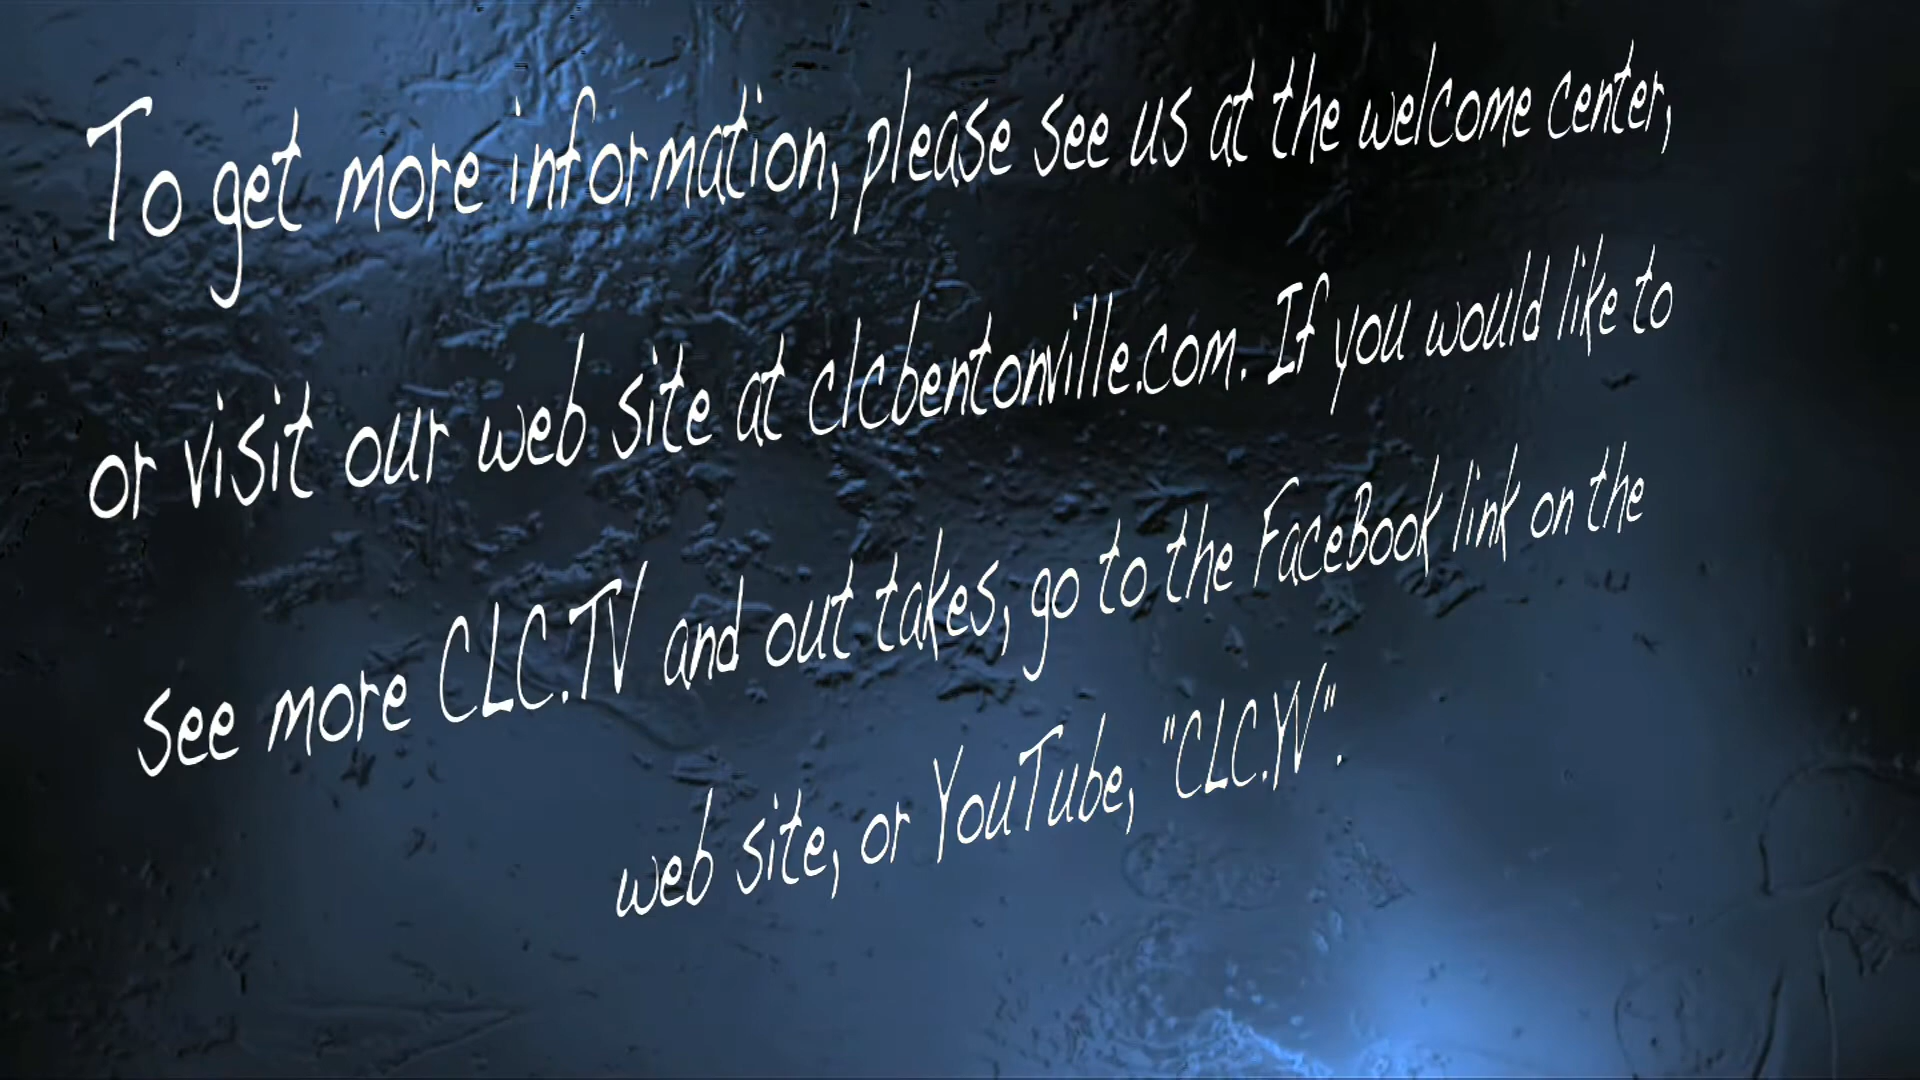 To get more information, please see us at the welcome center,
or visit our web site at clcbentonville.com. If you would like to
see more CLC.TV and out takes, go to the FaceBook link on the
web site, or YouTube, "CLC.YV".